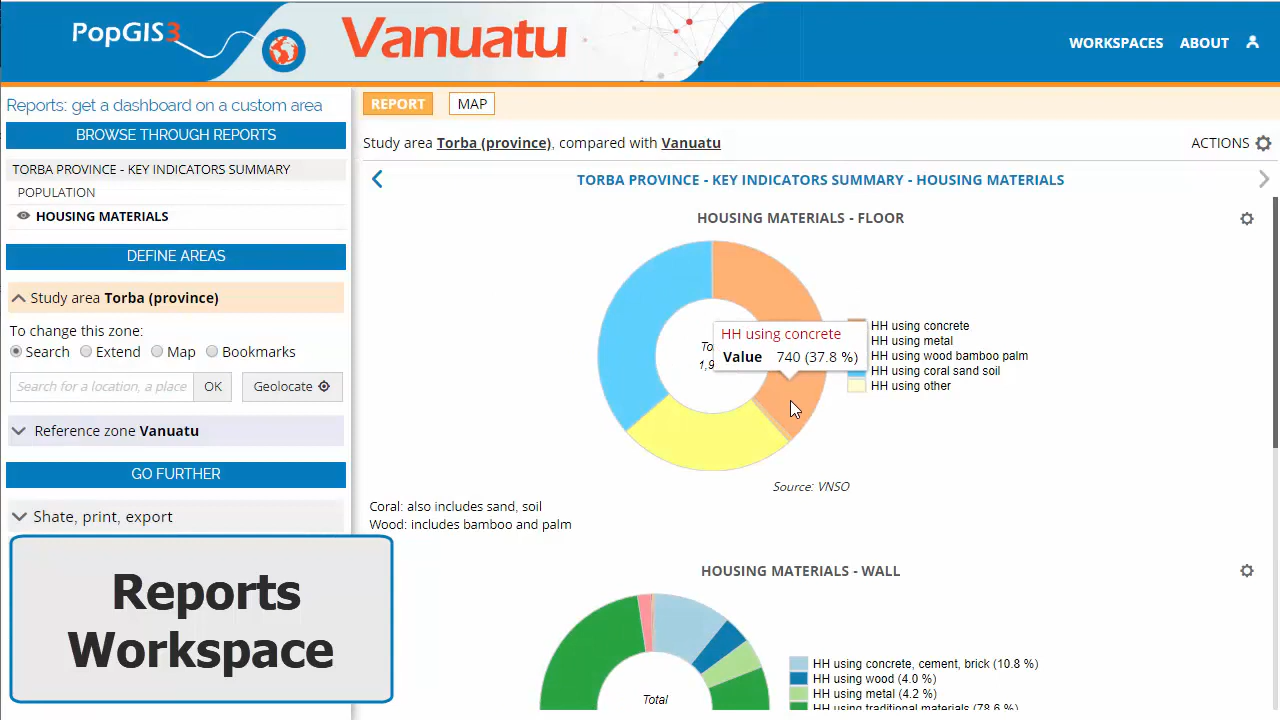 PopGIS3
Vanuatu
WORKSPACES ABOUT
Reports: get a dashboard on a custom area
BROWSE THROUGH REPORTS
TORBA PROVINCE - KEY INDICATORS SUMMARY
POPULATION
HOUSING MATERIALS
DEFINE AREAS
Study area Torba (province)
To change this zone:
Search Extend Map Bookmarks
Search for a location, a place
OK
Geolocate
Reference zone Vanuatu
GO FURTHER
Shate, print, export
Reports
Workspace
REPORT MAP
Study area Torba (province), compared with Vanuatu
ACTIONS
TORBA PROVINCE - KEY INDICATORS SUMMARY - HOUSING MATERIALS
HOUSING MATERIALS - FLOOR
HH using concrete
Value 740 (37.8 %)
HH using concrete
HH using metal
HH using wood bamboo palm
HH using coral sand soil
HH using other
Source: VNSO
Coral: also includes sand, soil
Wood: includes bamboo and palm
HOUSING MATERIALS - WALL
Total
HH using concrete, cement, brick (10.8 %)
HH using wood (4.0 %)
HH using metal (4.2 %)
HH using traditional materials (78.6 %)